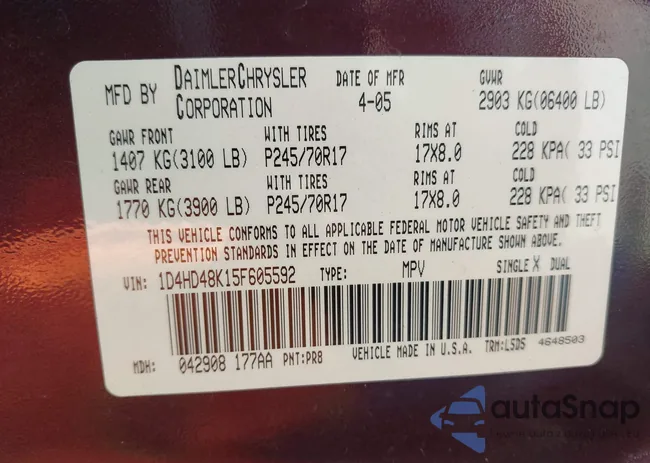 MFD BY DAIMLERCHRYSLER CORPORATION DATE OF MFR 4-05 GVWR 2903 KG(06400 LB)
GAWR FRONT WITH TIRES RIMS AT COLD
1407 KG(3100 LB) P245/70R17 17X8.0 228 KPA( 33 PSI
GAWR REAR WITH TIRES RIMS AT COLD
1770 KG(3900 LB) P245/70R17 17X8.0 228 KPA( 33 PSI
THIS VEHICLE CONFORMS TO ALL APPLICABLE FEDERAL MOTOR VEHICLE SAFETY AND THEFT
PREVENTION STANDARDS IN EFFECT ON THE DATE OF MANUFACTURE SHOWN ABOVE.
VIN: 1D4HD48K15F605592 TYPE: MPV SINGLE X DUAL
MDH: 042908 177AA PNT:PR8 VEHICLE MADE IN U.S.A. TRM:L5D5 4648503
autaSnap